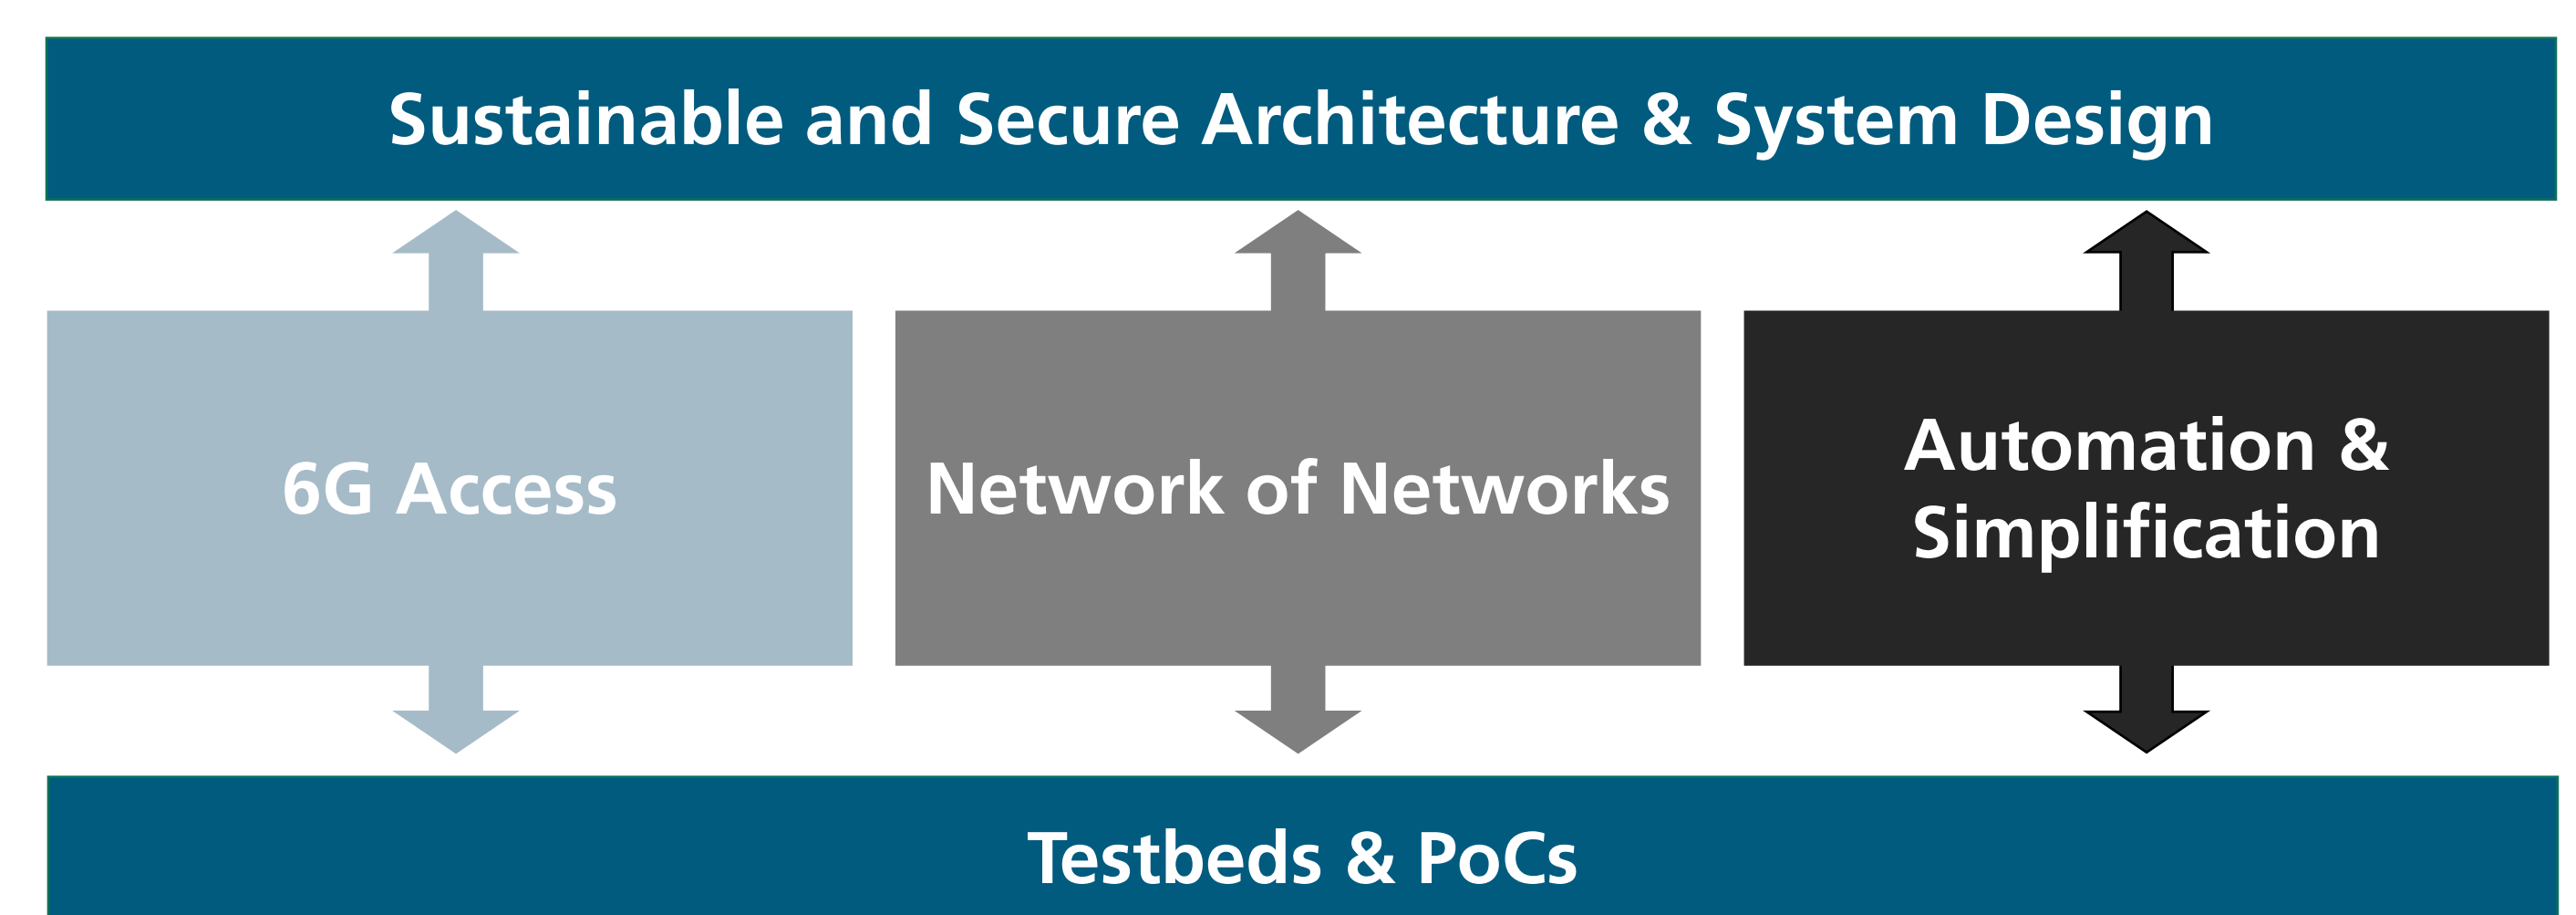 Sustainable and Secure Architecture & System Design
6G Access
Network of Networks
Automation &
Simplification
Testbeds & PoCs